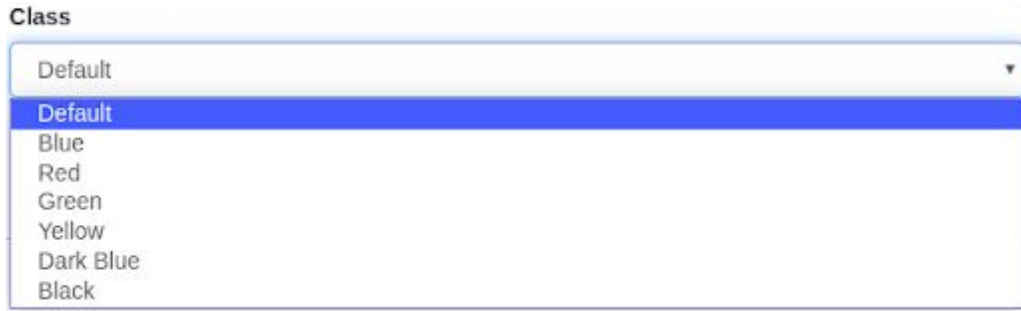 Class
Default
Default
Blue
Red
Green
Yellow
Dark Blue
Black